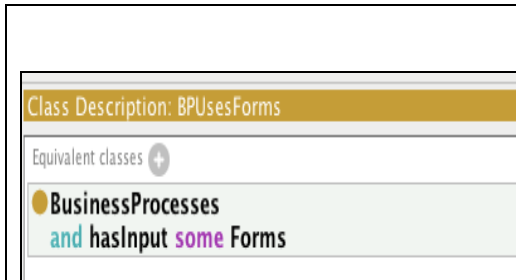 Class Description: BPUsesForms
Equivalent classes
BusinessProcesses
and hasInput some Forms